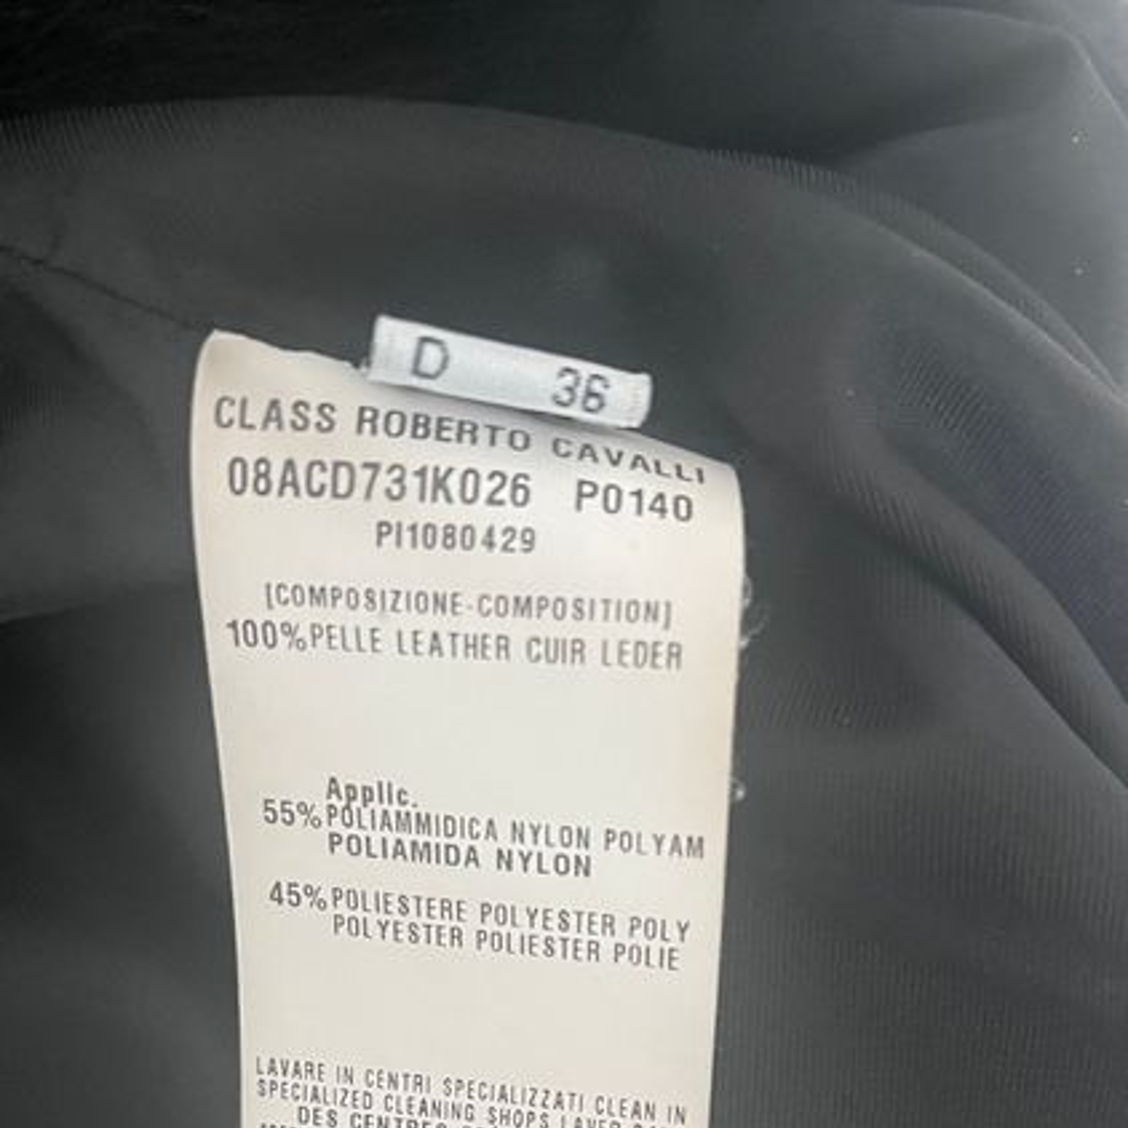 D 36
CLASS ROBERTO CAVALLI
08ACD731K026 P0140
PI1080429
[COMPOSIZIONE-COMPOSITION]
100%PELLE LEATHER CUIR LEDER
Applic.
55%POLIAMMIDICA NYLON POLYAM
POLIAMIDA NYLON
45%POLIESTERE POLYESTER POLY
POLYESTER POLIESTER POLIE
LAVARE IN CENTRI SPECIALIZZATI CLEAN IN
SPECIALIZED CLEANING SHOPS LAVER
DES CENTRES